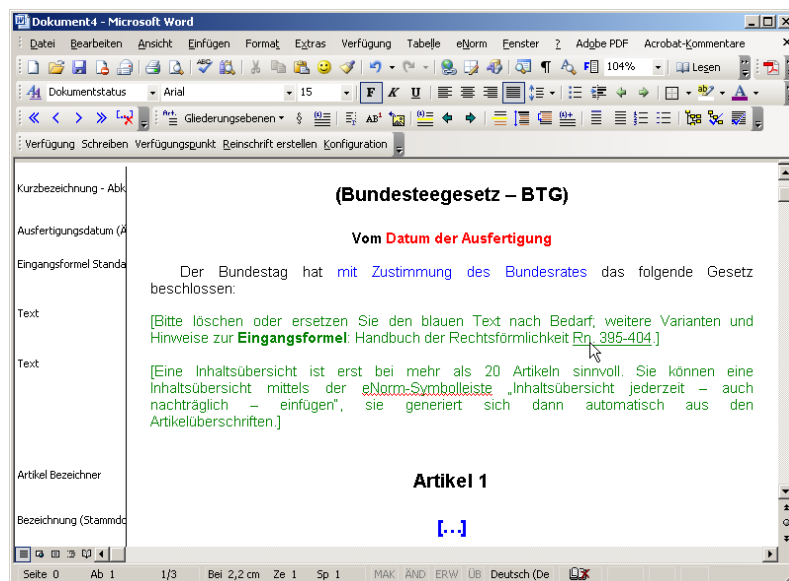 Dokument4 - Microsoft Word
Datei Bearbeiten Ansicht Einfügen Format Extras Verfügung Tabelle eNorm Fenster ? Adobe PDF Acrobat-Kommentare
104% Lesen
Dokumentstatus Arial 15 F K U
Gliederungsebenen
Verfügung Schreiben Verfügungspunkt Reinschrift erstellen Konfiguration
Kurzbezeichnung - Abk
(Bundesteegesetz – BTG)
Ausfertigungsdatum (Ä
Vom Datum der Ausfertigung
Eingangsformel Standa
Der Bundestag hat mit Zustimmung des Bundesrates das folgende Gesetz
beschlossen:
Text
[Bitte löschen oder ersetzen Sie den blauen Text nach Bedarf; weitere Varianten und
Hinweise zur Eingangsformel: Handbuch der Rechtsförmlichkeit Rn. 395-404.]
Text
[Eine Inhaltsübersicht ist erst bei mehr als 20 Artikeln sinnvoll. Sie können eine
Inhaltsübersicht mittels der eNorm-Symbolleiste „Inhaltsübersicht jederzeit – auch
nachträglich – einfügen“, sie generiert sich dann automatisch aus den
Artikelüberschriften.]
Artikel Bezeichner
Artikel 1
Bezeichnung (Stammdo
[…]
Seite 0 Ab 1 1/3 Bei 2,2 cm Ze 1 Sp 1 MAK ÄND ERW ÜB Deutsch (De